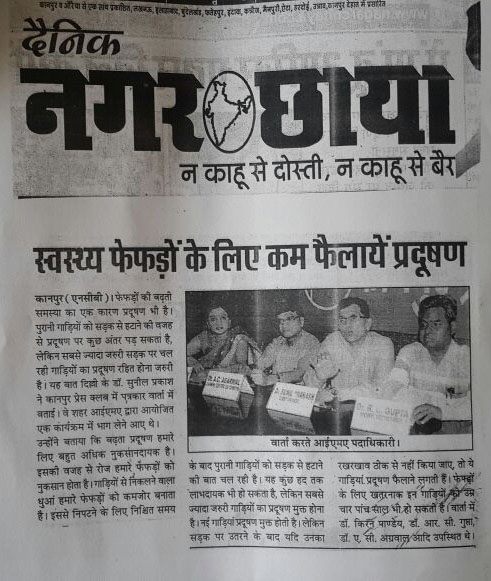 कानपुर व औरैया से एक साथ प्रकाशित, लखनऊ, इलाहाबाद, बुंदेलखंड, फतेहपुर, इटावा, कन्नौज, मैनपुरी, एटा, हरदोई, उन्नाव, कानपुर देहात में प्रसारित
दैनिक
नगर छाया
न काहू से दोस्ती, न काहू से बैर
स्वस्थ्य फेफड़ों के लिए कम फैलायें प्रदूषण
कानपुर (एनसीबी)। फेफड़ों की बढ़ती
समस्या का एक कारण प्रदूषण भी है।
पुरानी गाड़ियों को सड़क से हटाने की वजह
से प्रदूषण पर कुछ अंतर पड़ सकता है,
लेकिन सबसे ज्यादा जरूरी सड़क पर चल
रही गाड़ियों का प्रदूषण रहित होना जरूरी
है। यह बात दिल्ली के डॉ. सुनील प्रकाश
ने कानपुर प्रेस क्लब में पत्रकार वार्ता में
बताई। वे शहर आईएमए द्वारा आयोजित
एक कार्यक्रम में भाग लेने आए थे।
उन्होंने बताया कि बढ़ता प्रदूषण हमारे
लिए बहुत अधिक नुकसानदायक है।
इसकी वजह से रोज हमारे फेफड़ों को
नुकसान होता है। गाड़ियों से निकलने वाला
धुआं हमारे फेफड़ों को कमजोर बनाता
है। इससे निपटने के लिए निश्चित समय
Dr. A.C. AGARWAL
Dr. SUNIL PRAKASH
GUPTA
वार्ता करते आईएमए पदाधिकारी।
के बाद पुरानी गाड़ियों को सड़क से हटाने
की बात चल रही है। यह कुछ हद तक
लाभदायक भी हो सकता है, लेकिन सबसे
ज्यादा जरूरी गाड़ियों का प्रदूषण मुक्त होना
है। नई गाड़ियां प्रदूषण मुक्त होती है। लेकिन
सड़क पर उतरने के बाद यदि उनका
रखरखाव ठीक से नहीं किया जाए, तो ये
गाड़ियां प्रदूषण फैलाने लगती हैं। फेफड़ों
के लिए खतरनाक इन गाड़ियों की उम्र
चार पांच साल भी हो सकती है। वार्ता में
डॉ. किरन पाण्डेय, डॉ. आर. सी. गुप्ता,
डॉ. ए. सी. अग्रवाल आदि उपस्थित थे।